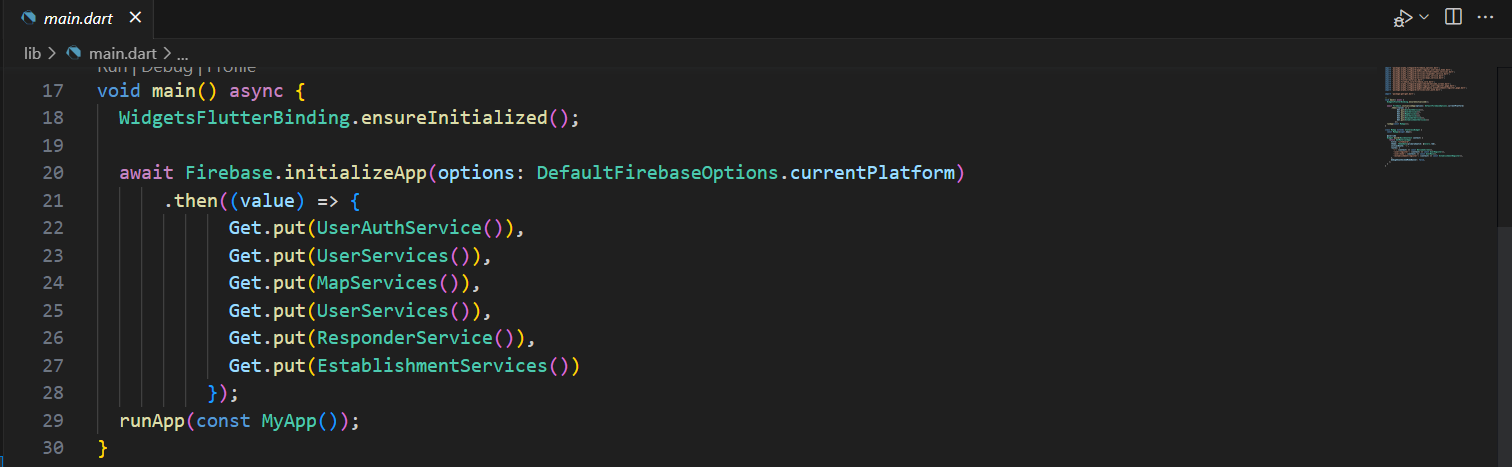 main.dart
lib > main.dart > ...
Run | Debug | Profile
17 void main() async {
18 WidgetsFlutterBinding.ensureInitialized();
19
20 await Firebase.initializeApp(options: DefaultFirebaseOptions.currentPlatform)
21 .then((value) => {
22 Get.put(UserAuthService()),
23 Get.put(UserServices()),
24 Get.put(MapServices()),
25 Get.put(UserServices()),
26 Get.put(ResponderService()),
27 Get.put(EstablishmentServices())
28 });
29 runApp(const MyApp());
30 }